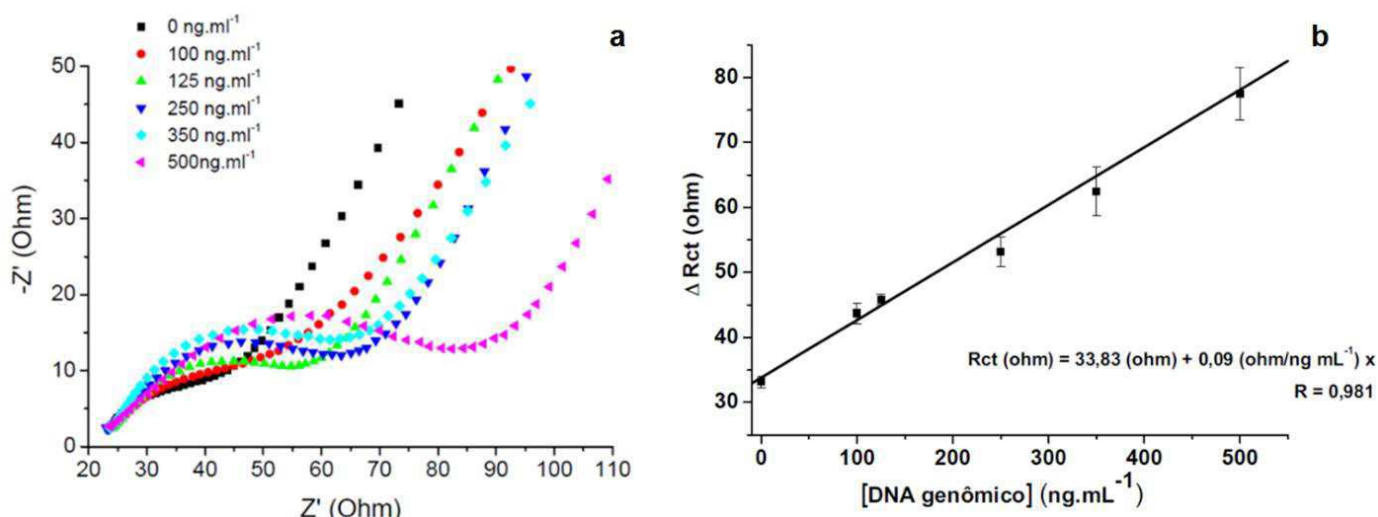 a
0 ng.ml⁻¹
100 ng.ml⁻¹
125 ng.ml⁻¹
250 ng.ml⁻¹
350 ng.ml⁻¹
500ng.ml⁻¹
50
40
30
20
10
0
-Z' (Ohm)
20 30 40 50 60 70 80 90 100 110
Z' (Ohm)
b
80
70
60
50
40
30
Δ Rct (ohm)
Rct (ohm) = 33,83 (ohm) + 0,09 (ohm/ng mL⁻¹) x
R = 0,981
0 100 200 300 400 500
[DNA genômico] (ng.mL⁻¹)